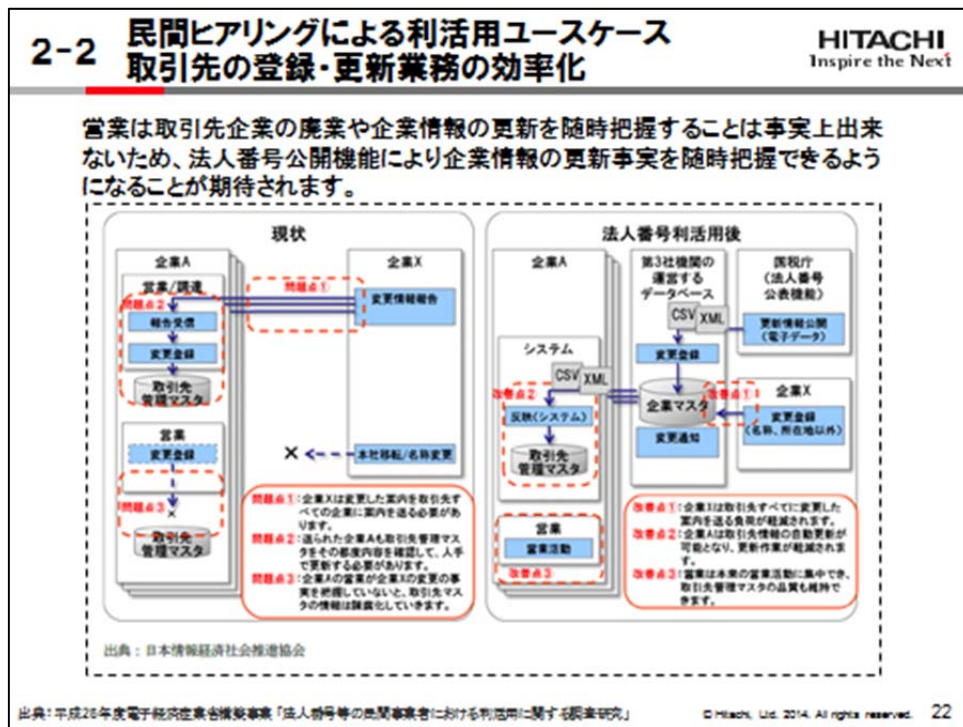 2-2
民間ヒアリングによる利活用ユースケース
取引先の登録・更新業務の効率化
HITACHI
Inspire the Next
営業は取引先企業の廃業や企業情報の更新を随時把握することは事実上出来
ないため、法人番号公開機能により企業情報の更新事実を随時把握できるよう
になることが期待されます。
現状
企業A
営業/調達
問題点②
報告受信
変更登録
取引先
管理マスタ
営業
変更登録
問題点③
×
取引先
管理マスタ
問題点①
企業X
変更情報報告
×
本社移転/名称変更
問題点①:企業Xは変更した案内を取引先す
べての企業に案内を送る必要があ
ります。
問題点②:送られた企業Aも取引先管理マス
タをその都度内容を確認して、人手
で更新する必要があります。
問題点③:企業Aの営業が企業Xの変更の事
実を把握していないと、取引先マス
タの情報は陳腐化していきます。
法人番号利活用後
企業A
システム
CSV
XML
改善点②
反映(システム)
取引先
管理マスタ
営業
営業活動
改善点③
第3社機関の
運営する
データベース
CSV
XML
変更登録
企業マスタ
変更通知
改善点①
国税庁
(法人番号
公表機能)
更新情報公開
(電子データ)
企業X
変更登録
(名称、所在地以外)
改善点①:企業Xは取引先すべてに変更した
案内を送る負荷が軽減されます。
改善点②:企業Aは取引先情報の自動更新が
可能となり、更新作業が軽減されま
す。
改善点③:営業は本来の営業活動に集中でき、
取引先管理マスタの品質も維持で
きます。
出典:日本情報経済社会推進協会
出典:平成26年度電子経済産業省構築事業「法人番号等の民間事業者における利活用に関する調査研究」
© Hitachi, Ltd. 2014. All rights reserved.
22